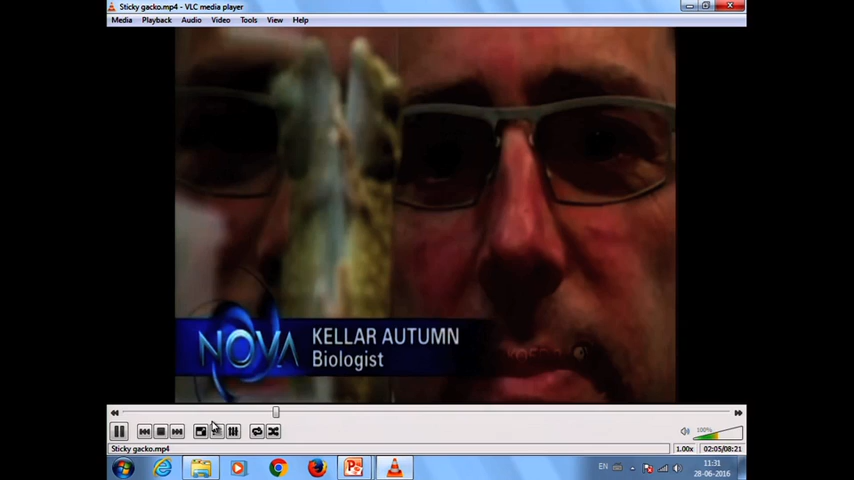 Sticky gacko.mp4 - VLC media player
Media Playback Audio Video Tools View Help
NOVA
KELLAR AUTUMN
Biologist
100%
Sticky gacko.mp4
1.00x 02:05/08:21
EN
11:31
28-06-2016